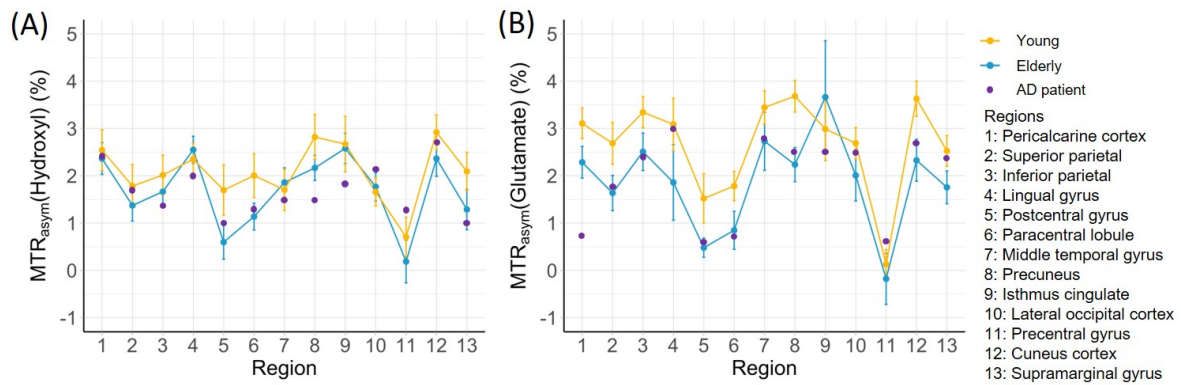 (A)
MTRasym(Hydroxyl) (%)
5
4
3
2
1
0
-1
1 2 3 4 5 6 7 8 9 10 11 12 13
Region
(B)
MTRasym(Glutamate) (%)
5
4
3
2
1
0
-1
1 2 3 4 5 6 7 8 9 10 11 12 13
Region
Young
Elderly
AD patient
Regions
1: Pericalcarine cortex
2: Superior parietal
3: Inferior parietal
4: Lingual gyrus
5: Postcentral gyrus
6: Paracentral lobule
7: Middle temporal gyrus
8: Precuneus
9: Isthmus cingulate
10: Lateral occipital cortex
11: Precentral gyrus
12: Cuneus cortex
13: Supramarginal gyrus